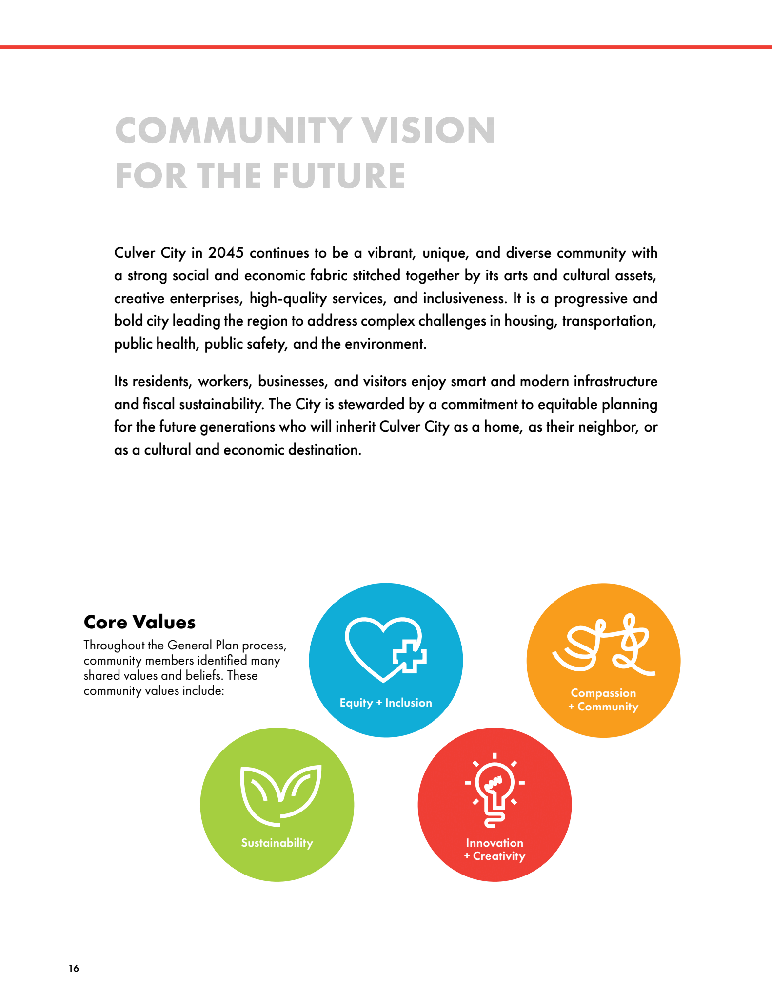 COMMUNITY VISION
FOR THE FUTURE
Culver City in 2045 continues to be a vibrant, unique, and diverse community with
a strong social and economic fabric stitched together by its arts and cultural assets,
creative enterprises, high-quality services, and inclusiveness. It is a progressive and
bold city leading the region to address complex challenges in housing, transportation,
public health, public safety, and the environment.
Its residents, workers, businesses, and visitors enjoy smart and modern infrastructure
and fiscal sustainability. The City is stewarded by a commitment to equitable planning
for the future generations who will inherit Culver City as a home, as their neighbor, or
as a cultural and economic destination.
Core Values
Throughout the General Plan process,
community members identified many
shared values and beliefs. These
community values include:
Equity + Inclusion
Compassion
+ Community
Sustainability
Innovation
+ Creativity
16